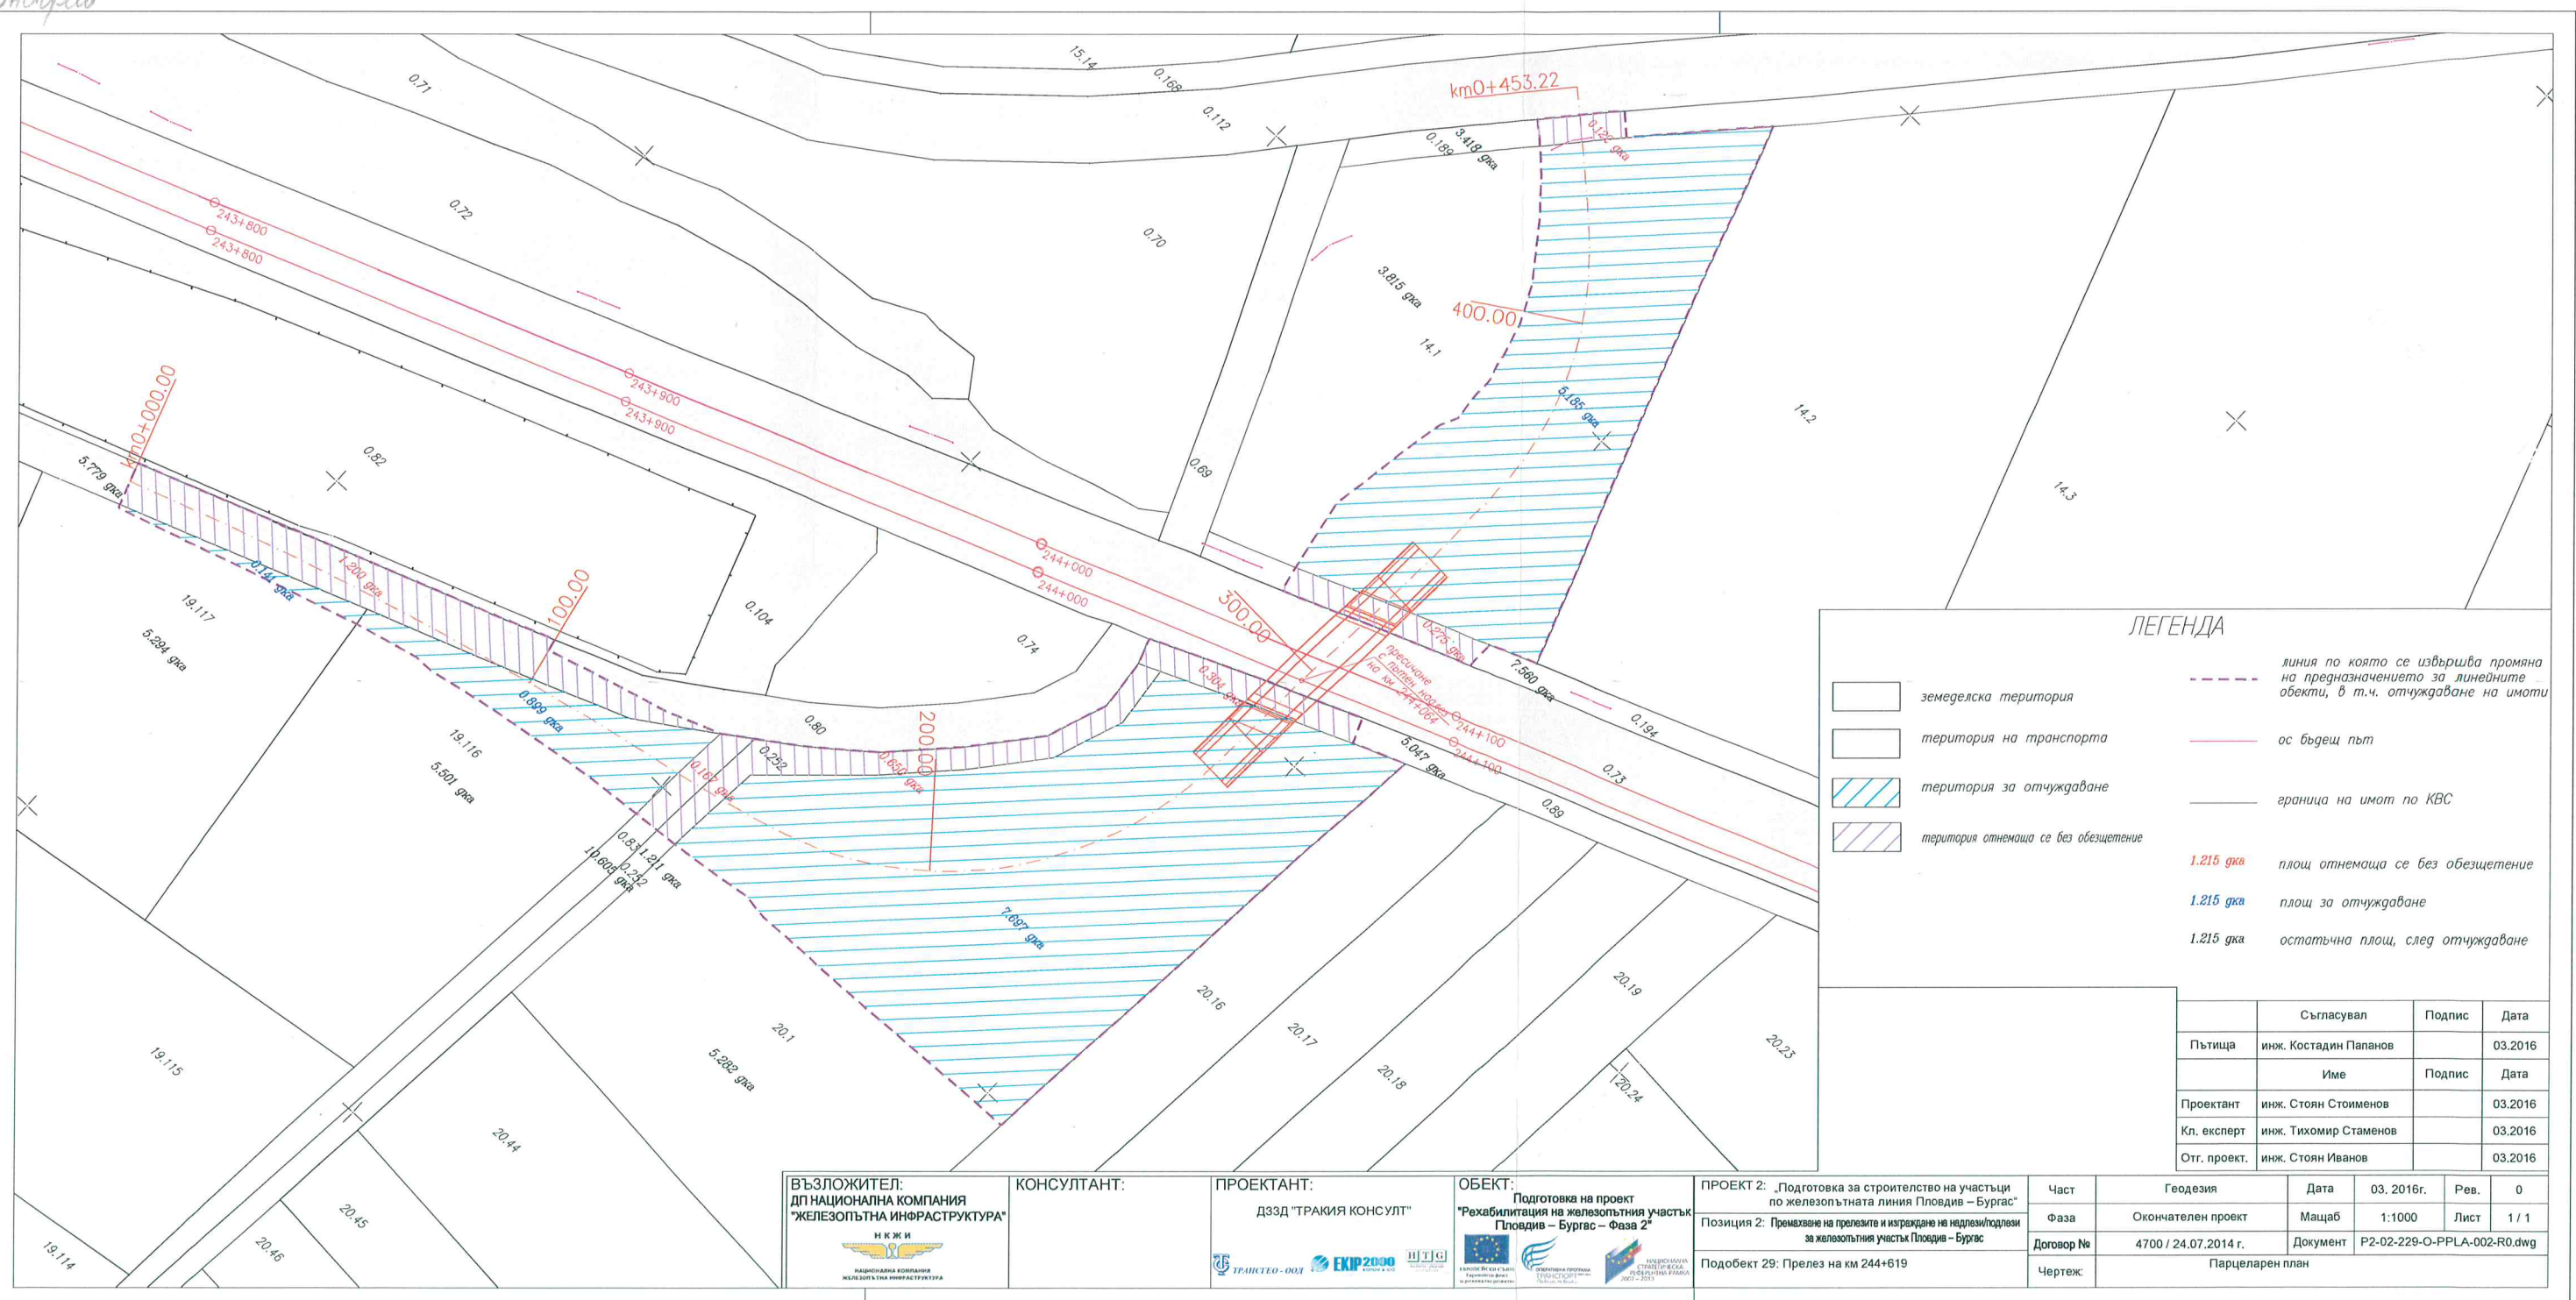 15.14
0.168
0.112
0.71
0.72
0.70
km0+453.22
0.122 дка
3.418 дка
0.189
243+800
243+800
3.815 дка
400.00
14.1
243+900
243+900
5.185 дка
14.2
14.3
km0+000.00
0.82
5.779 дка
0.69
244+000
244+000
0.141 дка
1.200 дка
100.00
19.117
5.294 дка
0.104
0.74
300.00
0.275 дка
0.304 дка
пресичане
с пътен надлез
на км 244+064
7.560 дка
0.194
244+100
244+100
0.73
5.047 дка
0.89
0.899 дка
19.116
5.501 дка
0.80
0.252
0.167 дка
0.650 дка
200.00
0.83
1.211 дка
10.605 дка
0.252
7.697 дка
20.16
20.17
20.18
20.19
20.23
20.24
20.1
5.282 дка
19.115
20.44
20.45
20.46
19.114
ЛЕГЕНДА
земеделска територия
територия на транспорта
територия за отчуждаване
територия отнемаща се без обезщетение
линия по която се извършва промяна
на предназначението за линейните
обекти, в т.ч. отчуждаване на имоти
ос бъдещ път
граница на имот по КВС
1.215 дка площ отнемаща се без обезщетение
1.215 дка площ за отчуждаване
1.215 дка остатъчна площ, след отчуждаване
Съгласувал Подпис Дата
Пътища инж. Костадин Папанов 03.2016
Име Подпис Дата
Проектант инж. Стоян Стоименов 03.2016
Кл. експерт инж. Тихомир Стаменов 03.2016
Отг. проект. инж. Стоян Иванов 03.2016
ВЪЗЛОЖИТЕЛ:
ДП НАЦИОНАЛНА КОМПАНИЯ
"ЖЕЛЕЗОПЪТНА ИНФРАСТРУКТУРА"
НКЖИ
НАЦИОНАЛНА КОМПАНИЯ
ЖЕЛЕЗОПЪТНА ИНФРАСТРУКТУРА
КОНСУЛТАНТ:
ПРОЕКТАНТ:
ДЗЗД "ТРАКИЯ КОНСУЛТ"
ТРАНСГЕО - ООД
EKIP2000
HTG
ОБЕКТ:
Подготовка на проект
"Рехабилитация на железопътния участък
Пловдив – Бургас – Фаза 2"
НАЦИОНАЛНА
СТРАТЕГИЧЕСКА
РЕФЕРЕНТНА РАМКА
2007 – 2013
ПРОЕКТ 2: „Подготовка за строителство на участъци
по железопътната линия Пловдив – Бургас"
Позиция 2: Премахване на прелезите и изграждане на надлези/подлези
за железопътния участък Пловдив – Бургас
Подобект 29: Прелез на км 244+619
Част Геодезия Дата 03. 2016г. Рев. 0
Фаза Окончателен проект Мащаб 1:1000 Лист 1 / 1
Договор № 4700 / 24.07.2014 г. Документ P2-02-229-O-PPLA-002-R0.dwg
Чертеж: Парцеларен план